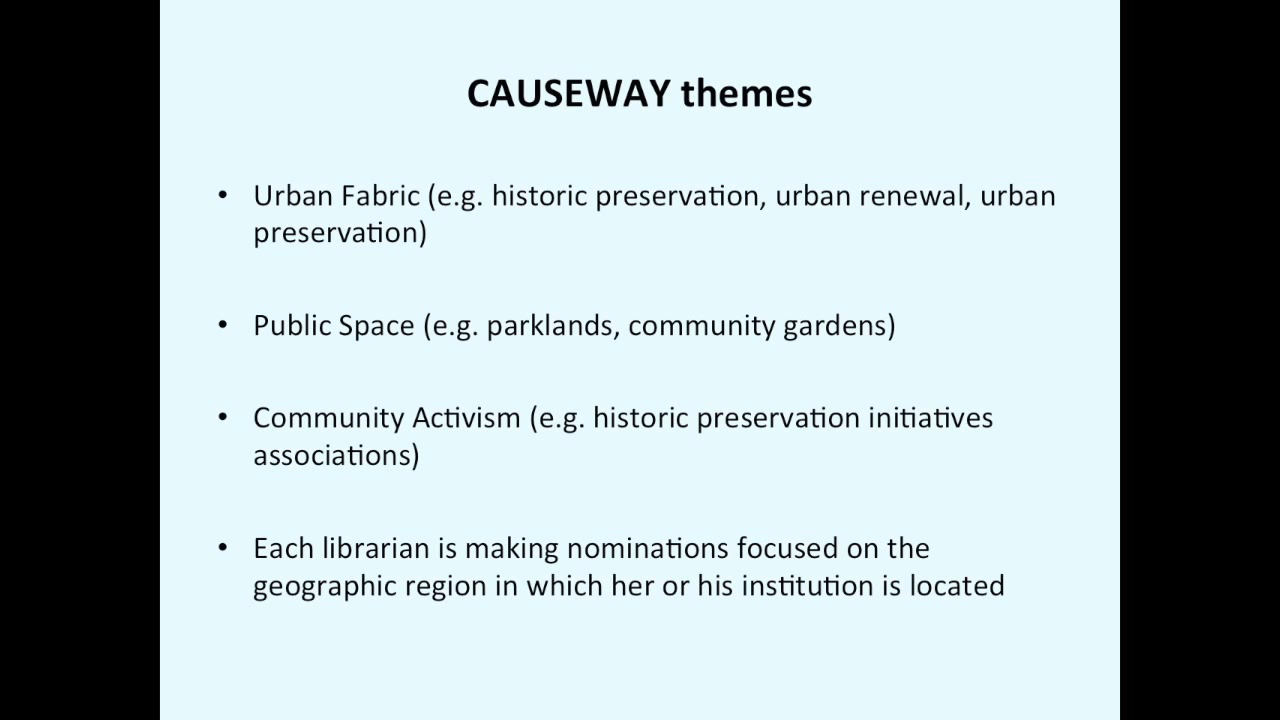 CAUSEWAY themes
• Urban Fabric (e.g. historic preservation, urban renewal, urban
preservation)
• Public Space (e.g. parklands, community gardens)
• Community Activism (e.g. historic preservation initiatives
associations)
• Each librarian is making nominations focused on the
geographic region in which her or his institution is located